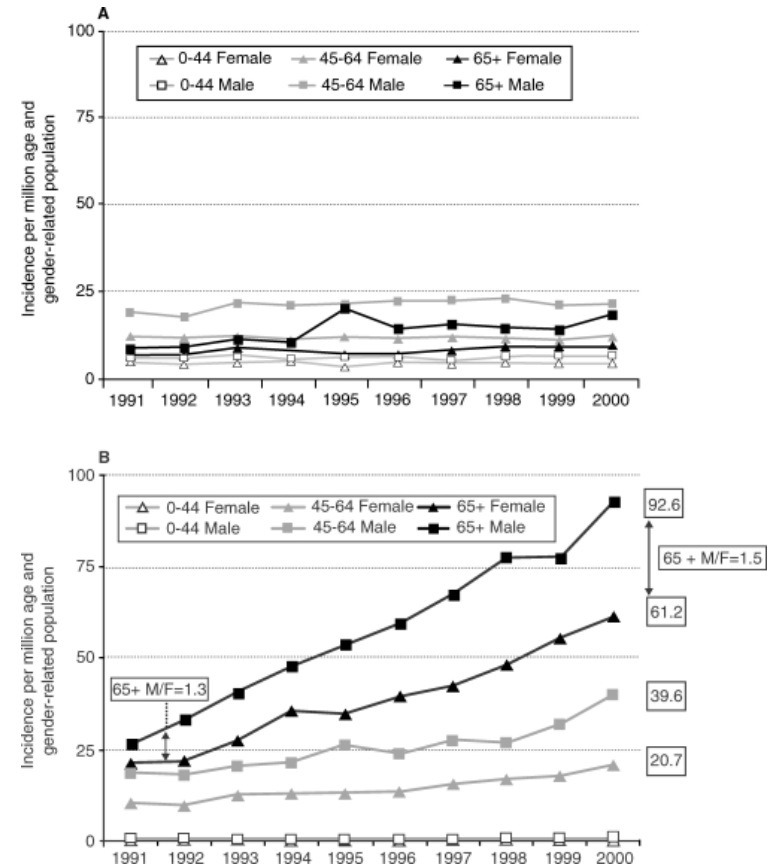 A
100
75
50
25
0
Incidence per million age and
gender-related population
0-44 Female 45-64 Female 65+ Female
0-44 Male 45-64 Male 65+ Male
1991 1992 1993 1994 1995 1996 1997 1998 1999 2000
B
100
75
50
25
0
Incidence per million age and
gender-related population
0-44 Female 45-64 Female 65+ Female
0-44 Male 45-64 Male 65+ Male
65+ M/F=1.3
92.6
65 + M/F=1.5
61.2
39.6
20.7
1991 1992 1993 1994 1995 1996 1997 1998 1999 2000